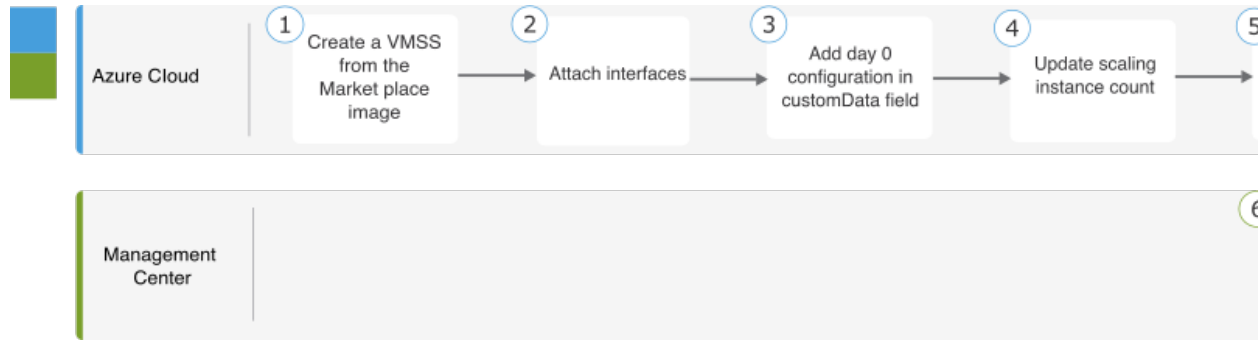 1
2
3
4
5
Create a VMSS
from the
Market place
image
Attach interfaces
Add day 0
configuration in
customData field
Update scaling
instance count
Azure Cloud
6
Management
Center